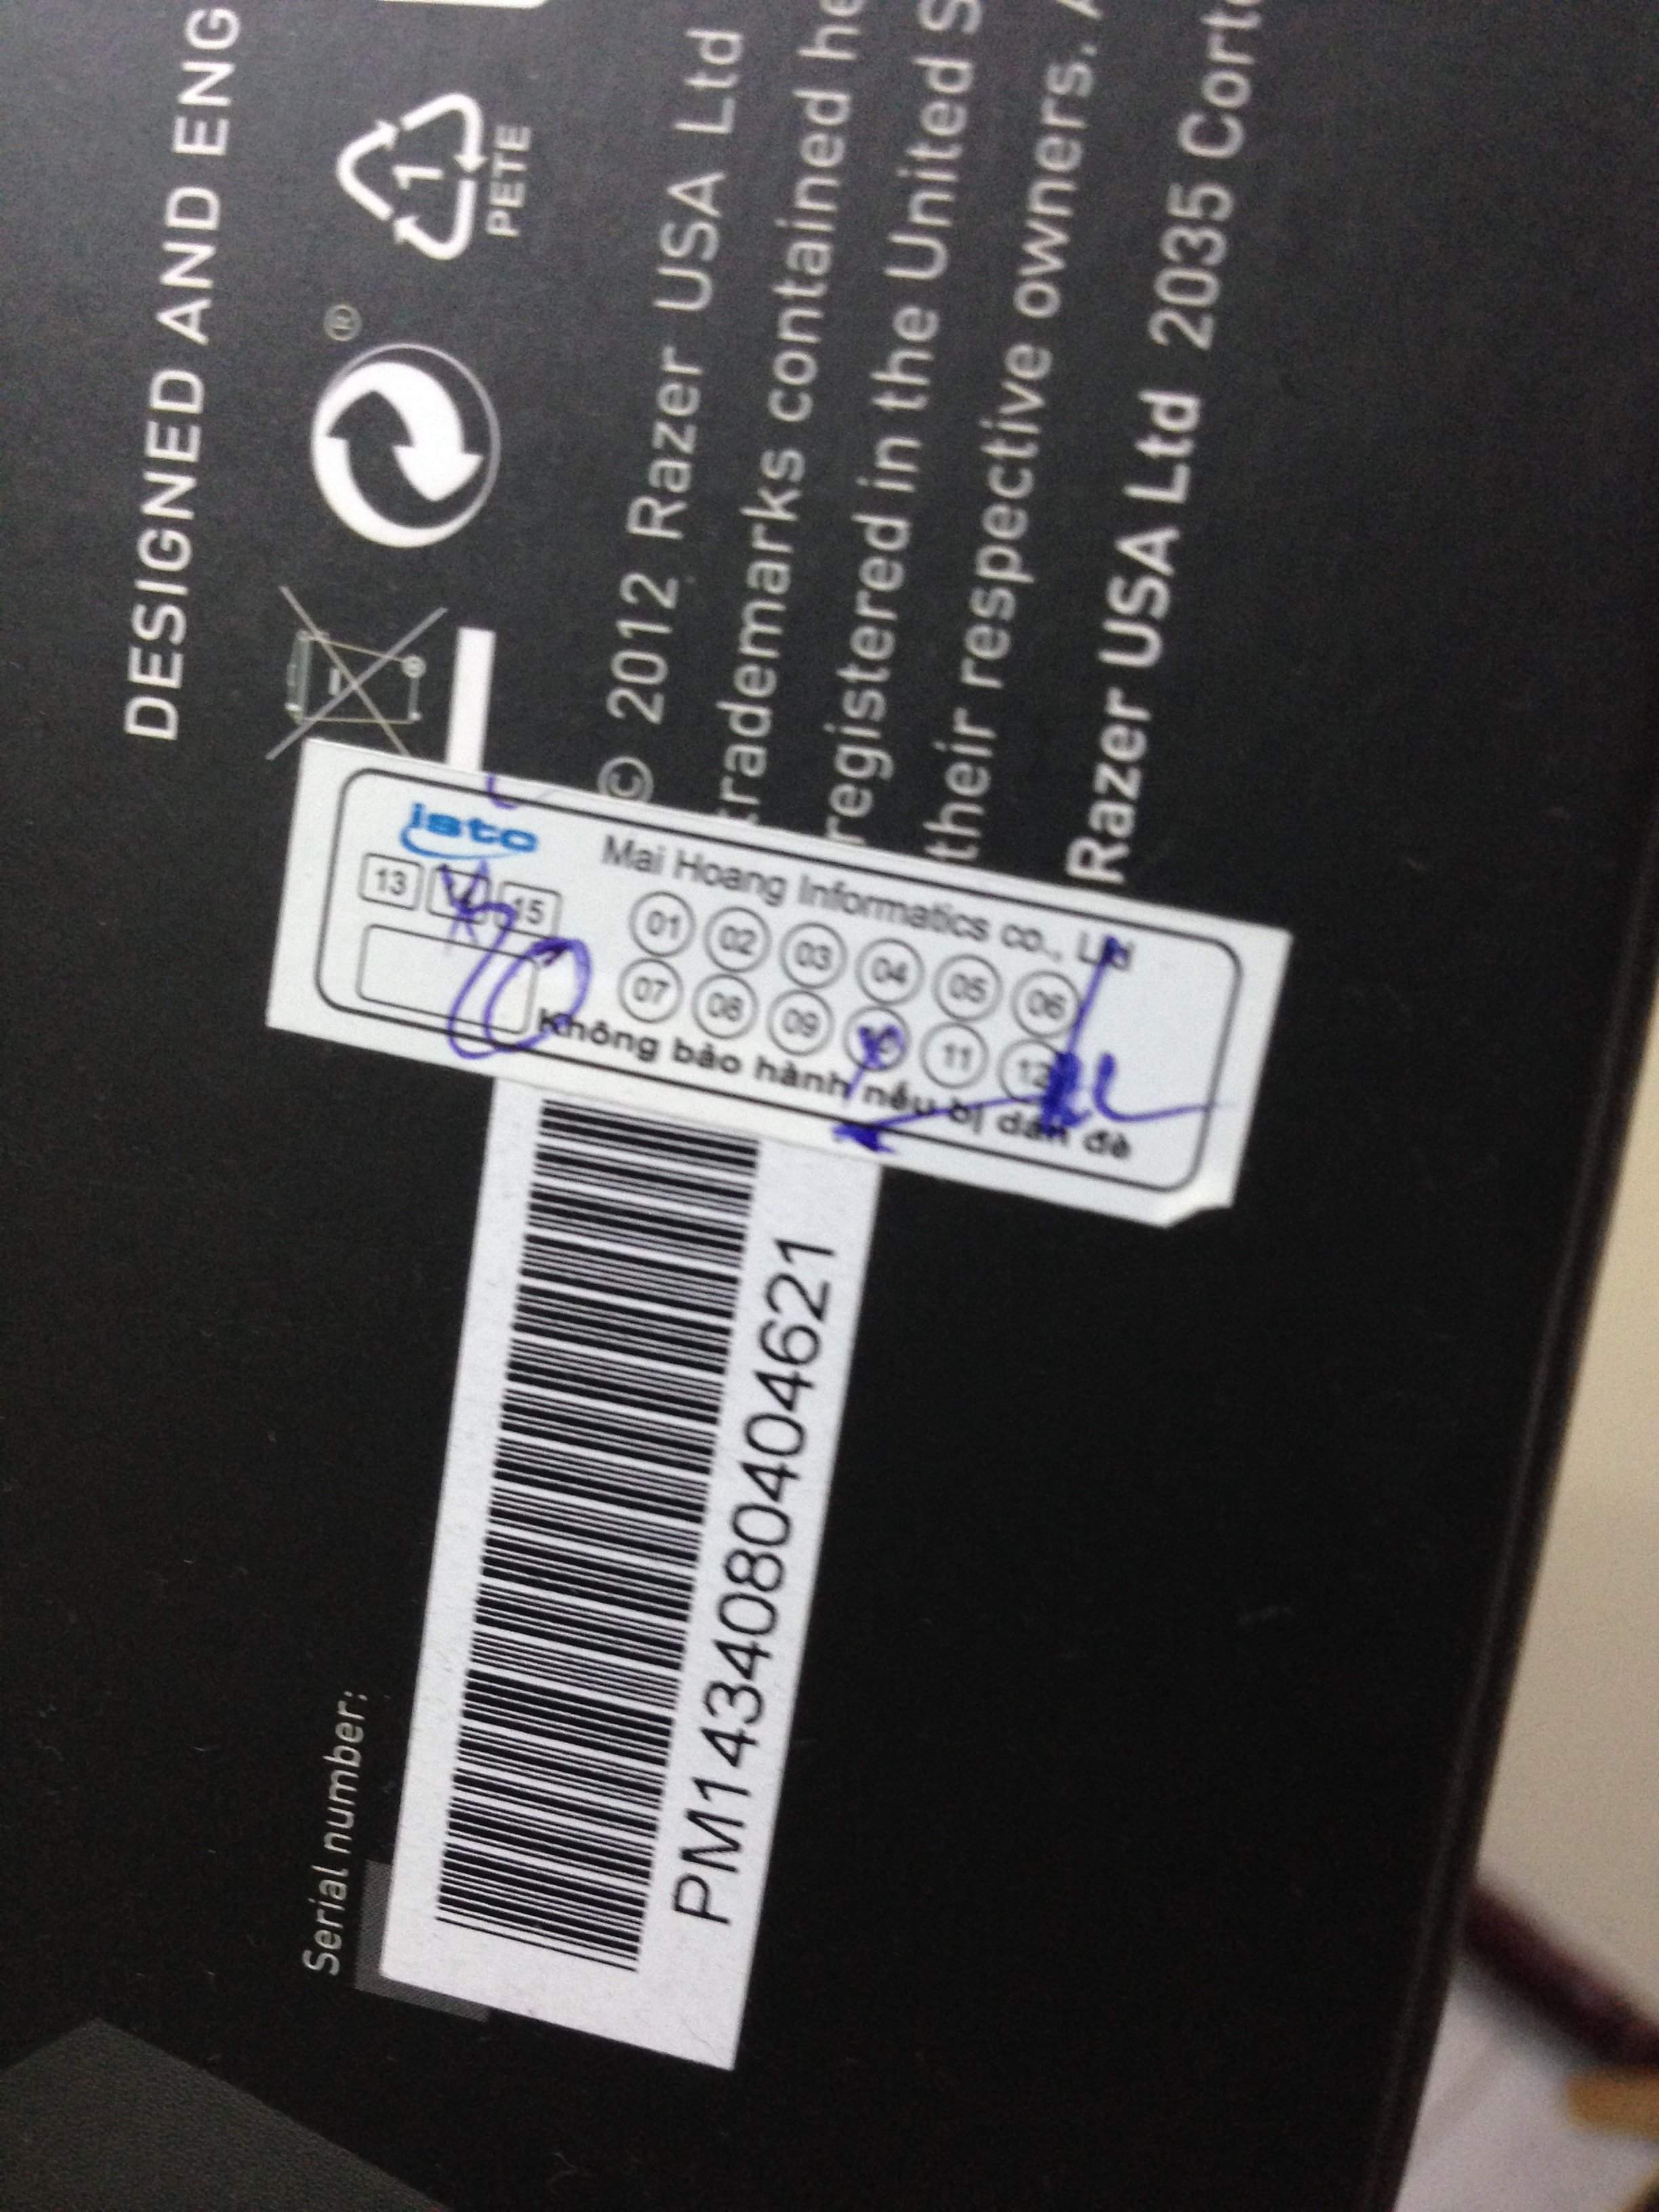 DESIGNED AND ENG
1
PETE
®
© 2012 Razer USA Ltd
trademarks contained he
registered in the United S
their respective owners. A
Razer USA Ltd 2035 Corte
istc
13 14 15
Mai Hoang Informatics co., Ltd
01 02 03 04 05 06
07 08 09 10 11 12
Không bảo hành nếu bị dán đè
Serial number:
PM1434080404621